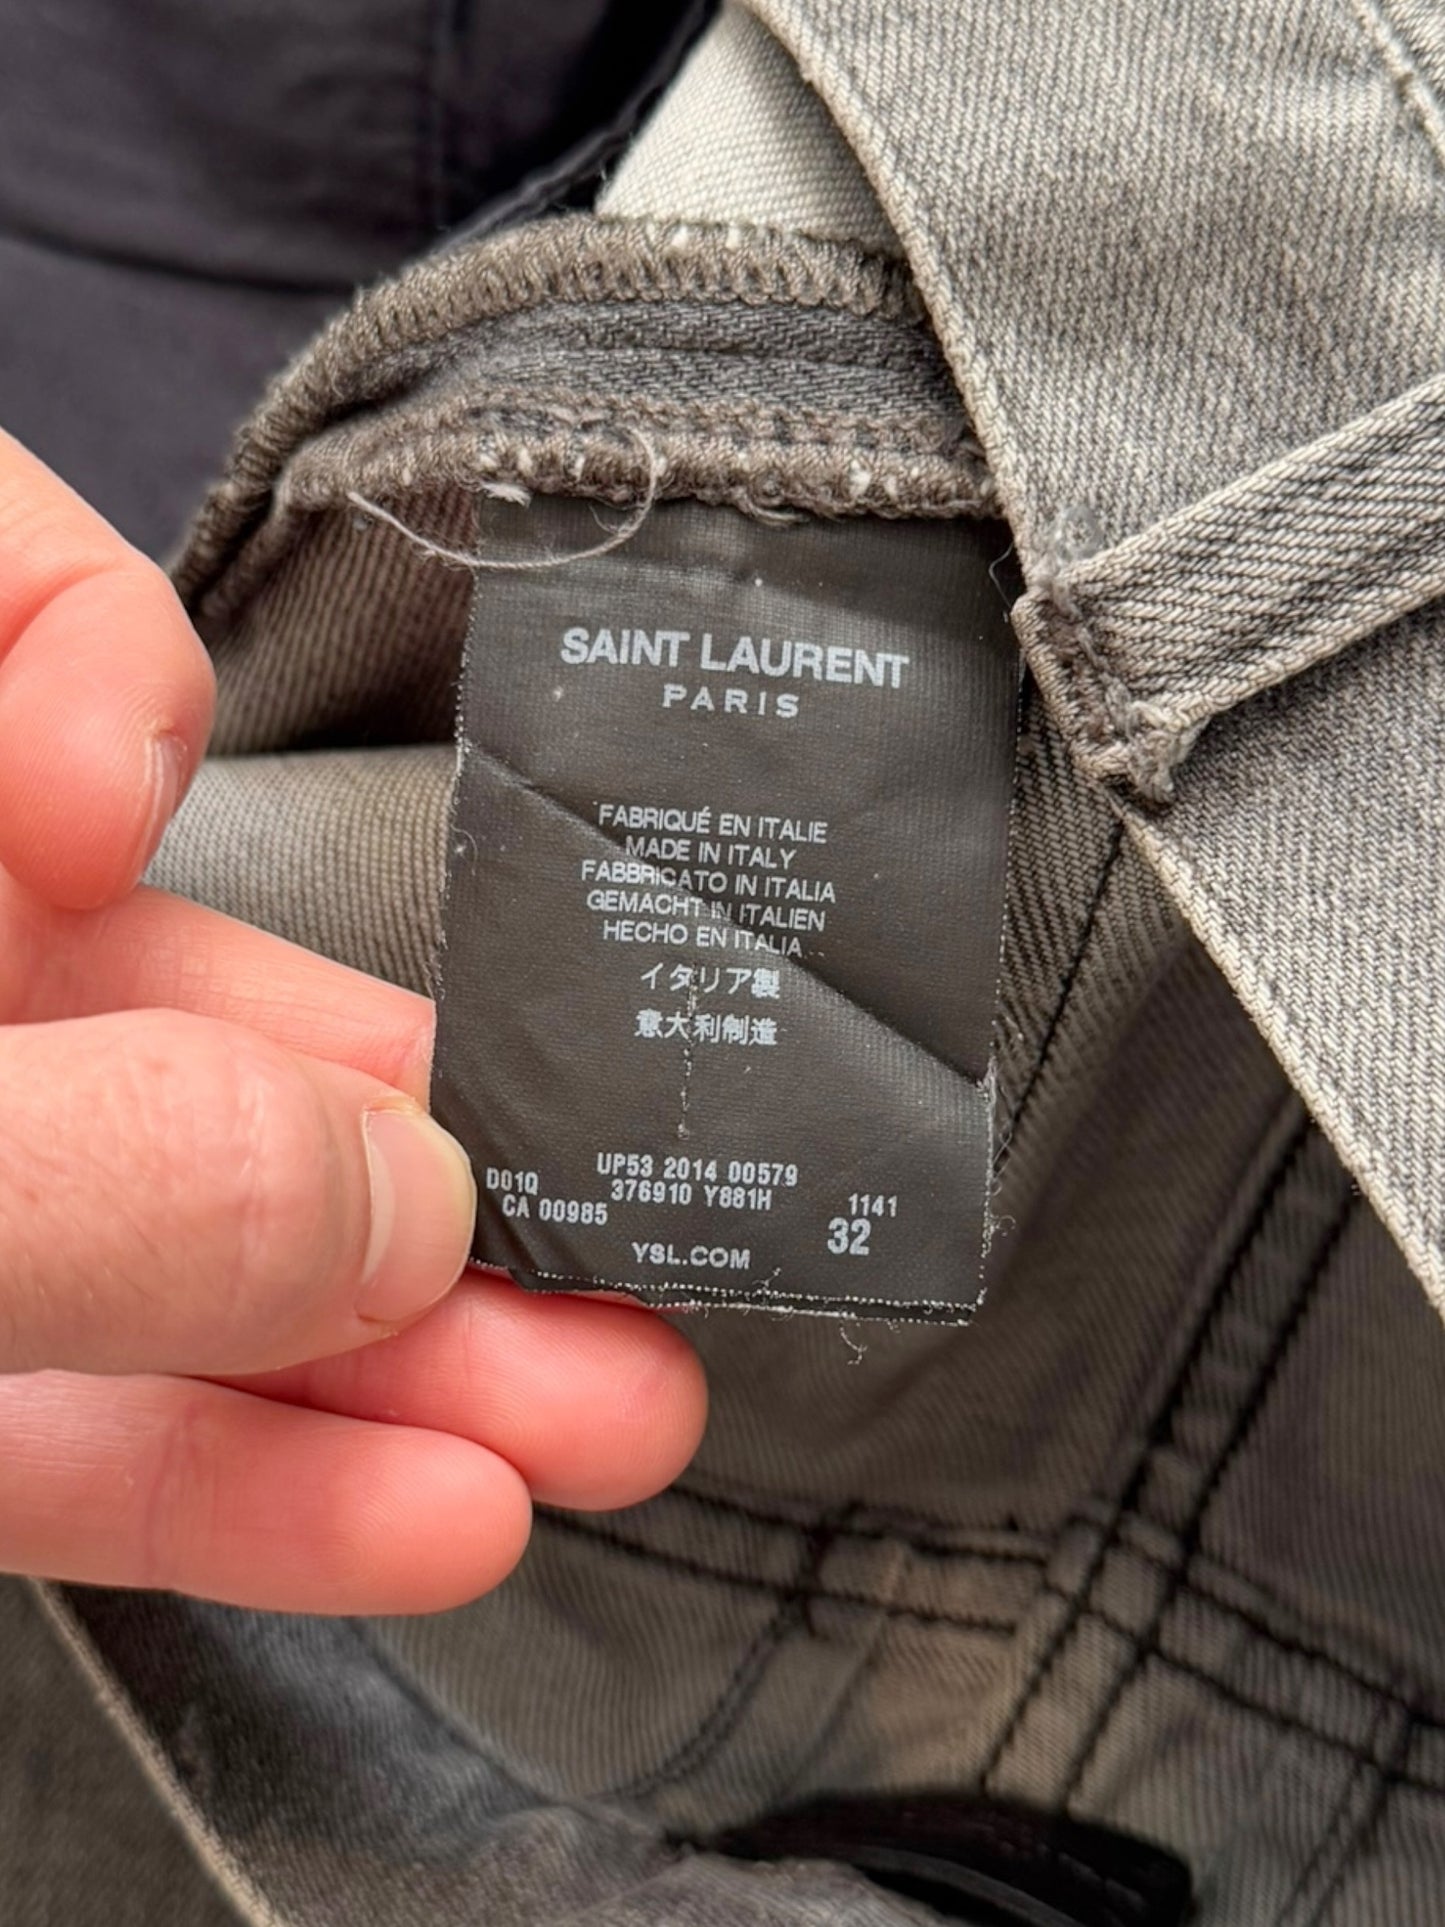 SAINT LAURENT
PARIS
FABRIQUÉ EN ITALIE
MADE IN ITALY
FABBRICATO IN ITALIA
GEMACHT IN ITALIEN
HECHO EN ITALIA
イタリア製
意大利制造
UP53 2014 00579
D01Q 376910 Y881H 1141
CA 00985 32
YSL.COM